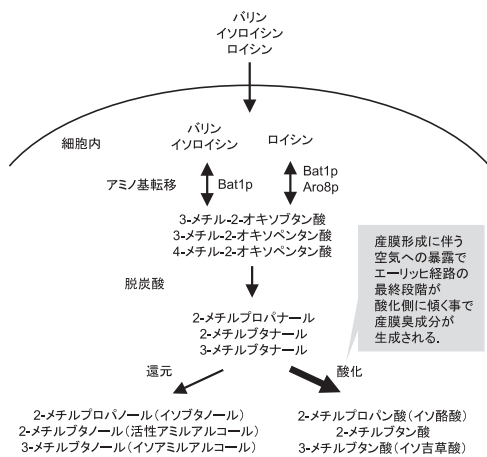 バリン
イソロイシン
ロイシン
細胞内
バリン
イソロイシン
ロイシン
アミノ基転移
Bat1p
Bat1p
Aro8p
3-メチル-2-オキソブタン酸
3-メチル-2-オキソペンタン酸
4-メチル-2-オキソペンタン酸
脱炭酸
産膜形成に伴う
空気への暴露で
エーリッヒ経路の
最終段階が
酸化側に傾く事で
産膜臭成分が
生成される.
2-メチルプロパナール
2-メチルブタナール
3-メチルブタナール
還元
酸化
2-メチルプロパノール(イソブタノール)
2-メチルブタノール(活性アミルアルコール)
3-メチルブタノール(イソアミルアルコール)
2-メチルプロパン酸(イソ酪酸)
2-メチルブタン酸
3-メチルブタン酸(イソ吉草酸)